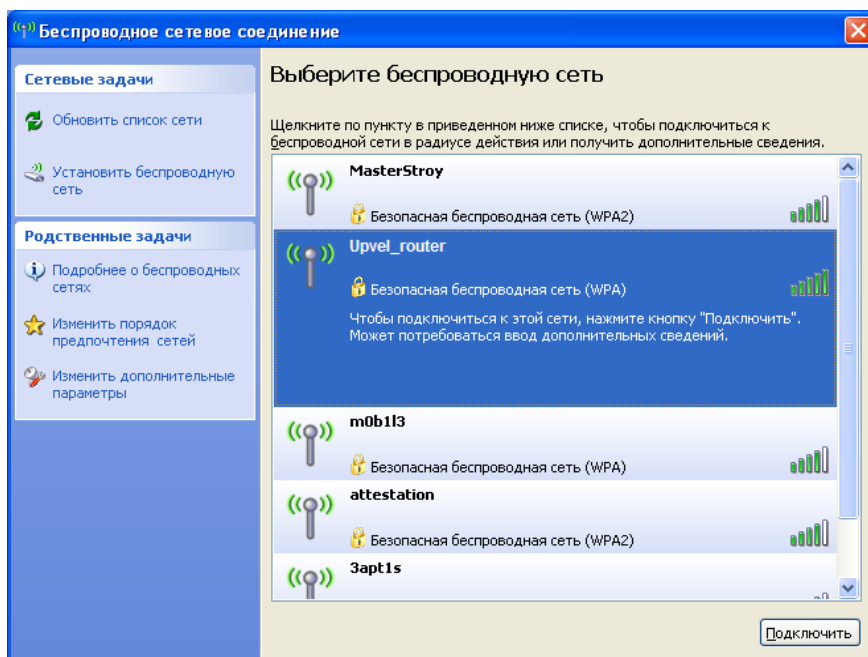 Беспроводное сетевое соединение
Сетевые задачи
Обновить список сети
Установить беспроводную
сеть
Родственные задачи
Подробнее о беспроводных
сетях
Изменить порядок
предпочтения сетей
Изменить дополнительные
параметры
Выберите беспроводную сеть
Щелкните по пункту в приведенном ниже списке, чтобы подключиться к
беспроводной сети в радиусе действия или получить дополнительные сведения.
MasterStroy
Безопасная беспроводная сеть (WPA2)
Upvel_router
Безопасная беспроводная сеть (WPA)
Чтобы подключиться к этой сети, нажмите кнопку "Подключить".
Может потребоваться ввод дополнительных сведений.
m0b1l3
Безопасная беспроводная сеть (WPA)
attestation
Безопасная беспроводная сеть (WPA2)
3apt1s
Подключить